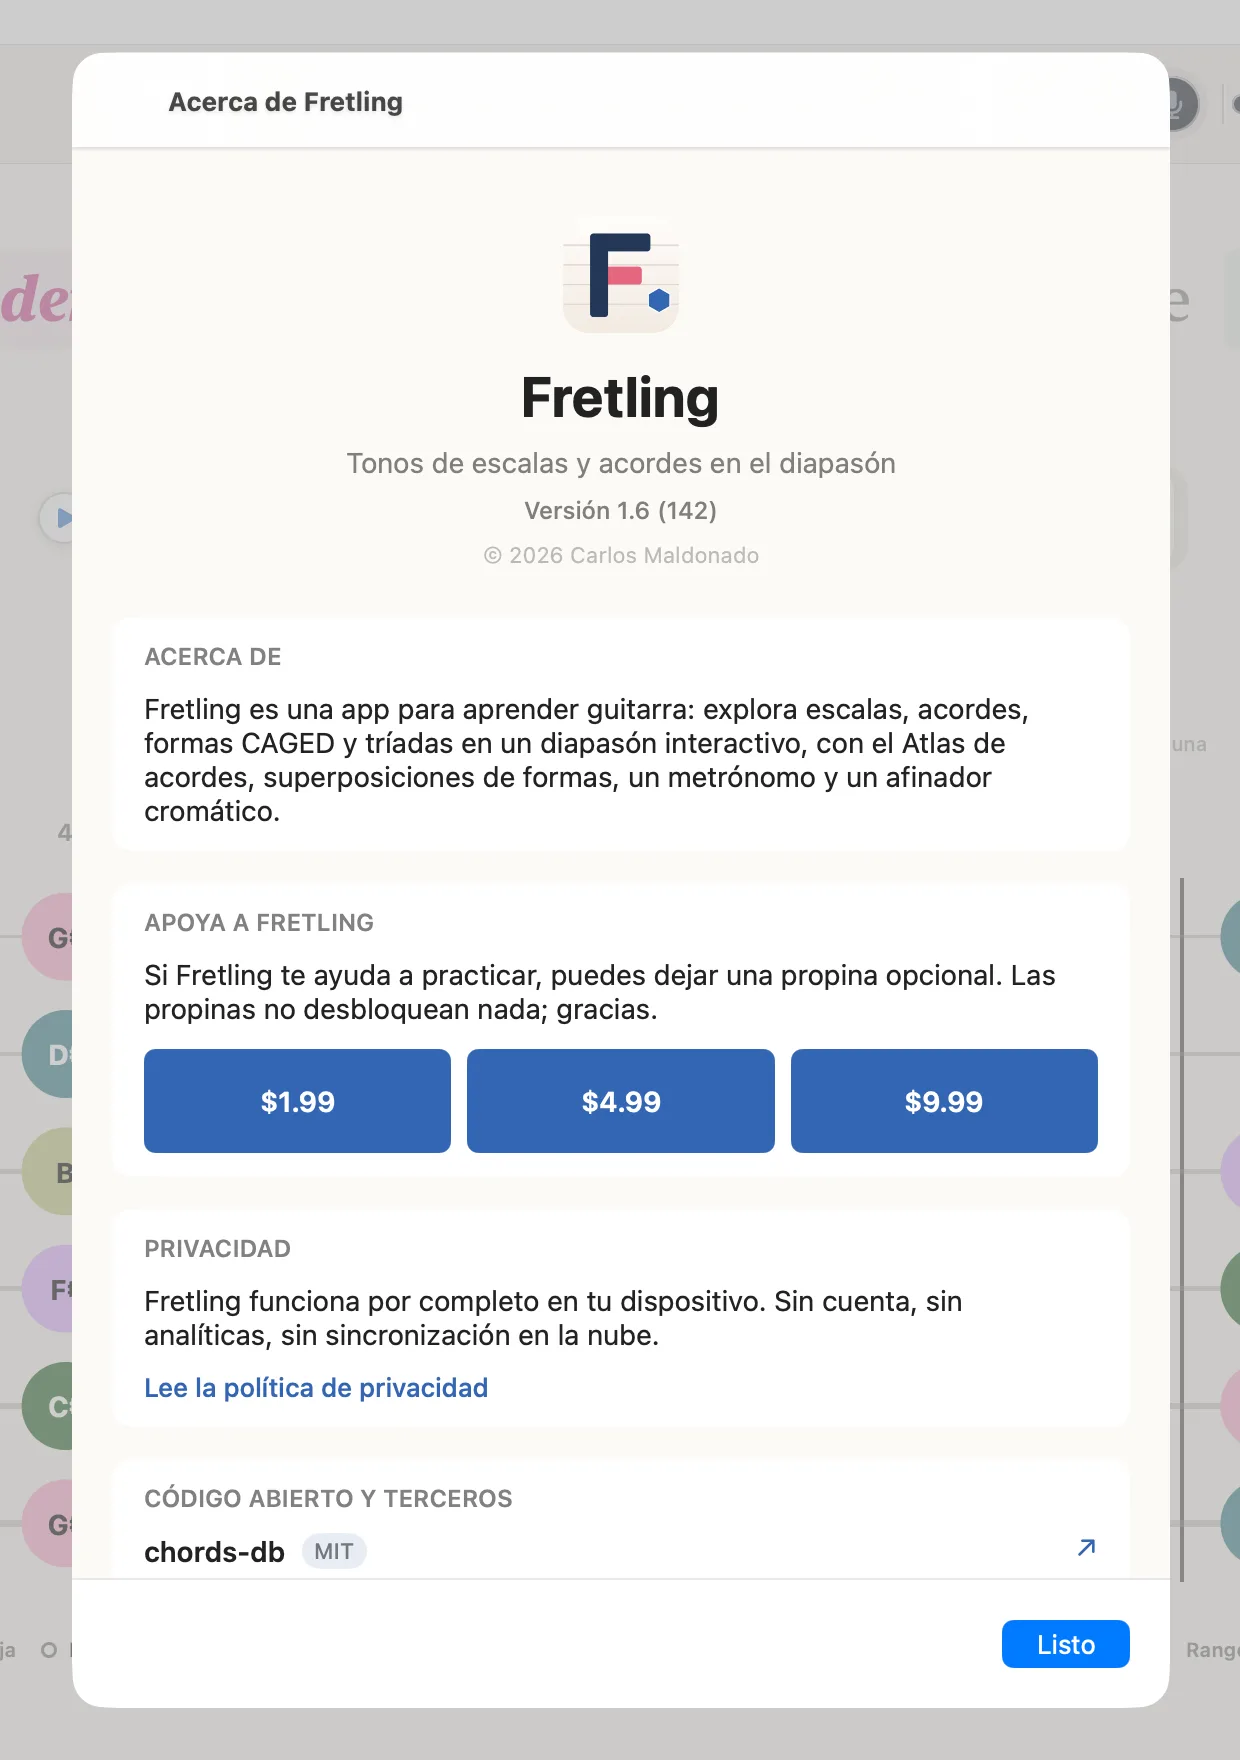 Acerca de Fretling
Fretling
Tonos de escalas y acordes en el diapasón
Versión 1.6 (142)
© 2026 Carlos Maldonado
ACERCA DE
Fretling es una app para aprender guitarra: explora escalas, acordes,
formas CAGED y tríadas en un diapasón interactivo, con el Atlas de
acordes, superposiciones de formas, un metrónomo y un afinador
cromático.
una
4
APOYA A FRETLING
Si Fretling te ayuda a practicar, puedes dejar una propina opcional. Las
propinas no desbloquean nada; gracias.
$1.99 $4.99 $9.99
PRIVACIDAD
Fretling funciona por completo en tu dispositivo. Sin cuenta, sin
analíticas, sin sincronización en la nube.
Lee la política de privacidad
CÓDIGO ABIERTO Y TERCEROS
chords-db MIT
Listo